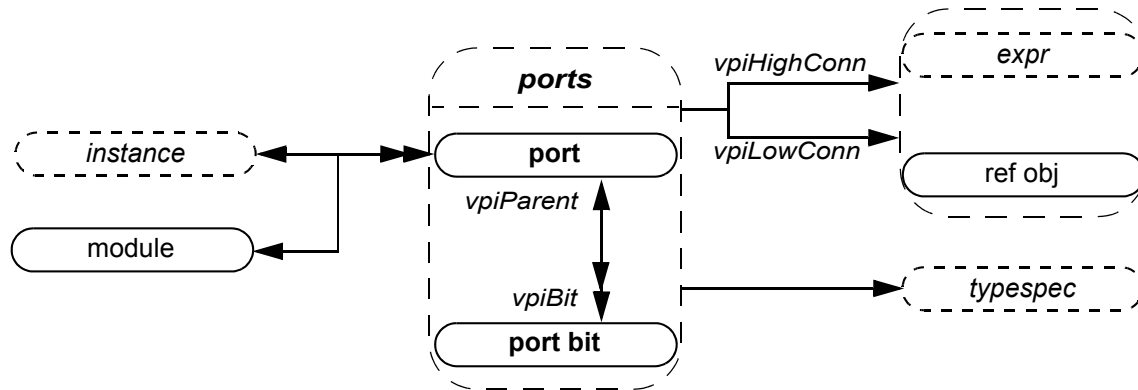 ports
vpiHighConn
expr
instance
port
vpiLowConn
ref obj
vpiParent
module
vpiBit
typespec
port bit